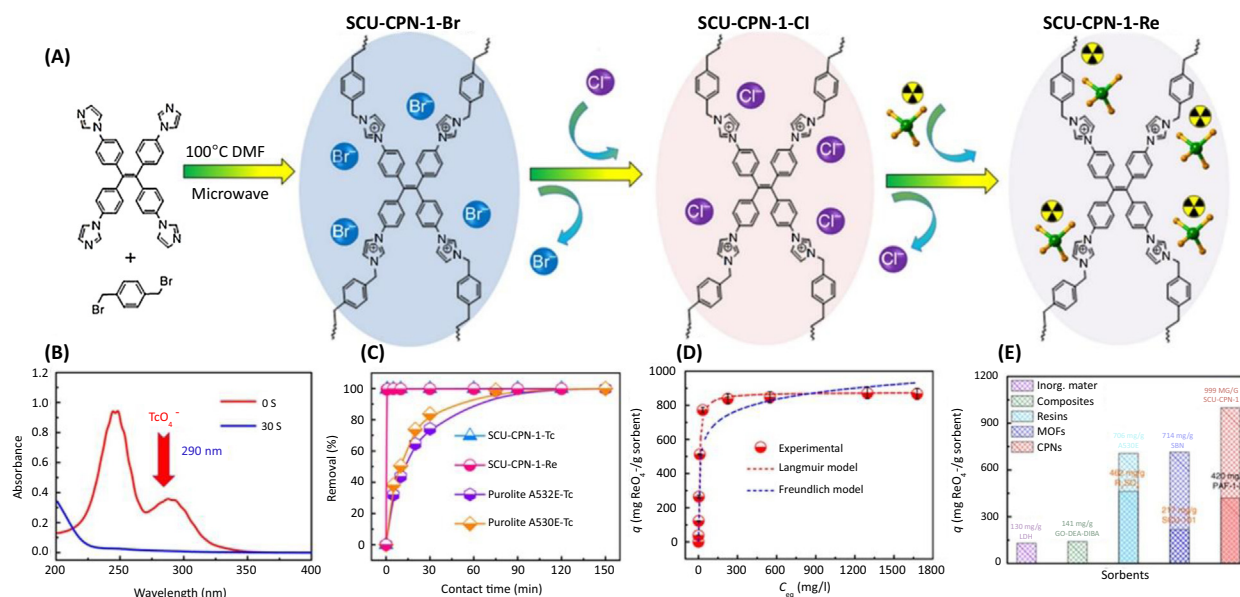 SCU-CPN-1-Br
SCU-CPN-1-Cl
SCU-CPN-1-Re
(A)
N
N
N
N
N
N
N
N
+
Br
Br
100°C DMF
Microwave
Br⁻
Br⁻
Br⁻
Br⁻
Cl⁻
Br⁻
Cl⁻
Cl⁻
Cl⁻
Cl⁻
Cl⁻
(B)
Absorbance
1.2
1.0
0.8
0.6
0.4
0.2
0.0
TcO₄⁻
290 nm
0 S
30 S
200 250 300 350 400
Wavelength (nm)
(C)
Removal (%)
100
80
60
40
20
0
SCU-CPN-1-Tc
SCU-CPN-1-Re
Purolite A532E-Tc
Purolite A530E-Tc
0 30 60 90 120 150
Contact time (min)
(D)
q (mg ReO₄-/g sorbent)
900
600
300
0
Experimental
Langmuir model
Freundlich model
0 300 600 900 1200 1500 1800
C_eq (mg/l)
(E)
q (mg ReO₄-/g sorbent)
1200
900
600
300
0
Inorg. mater
Composites
Resins
MOFs
CPNs
130 mg/g
LDH
141 mg/g
GO-DEA-DIBA
462 mg/g
714 mg/g
SBN
999 MG/G
SCU-CPN-1
420 mg/
Sorbents